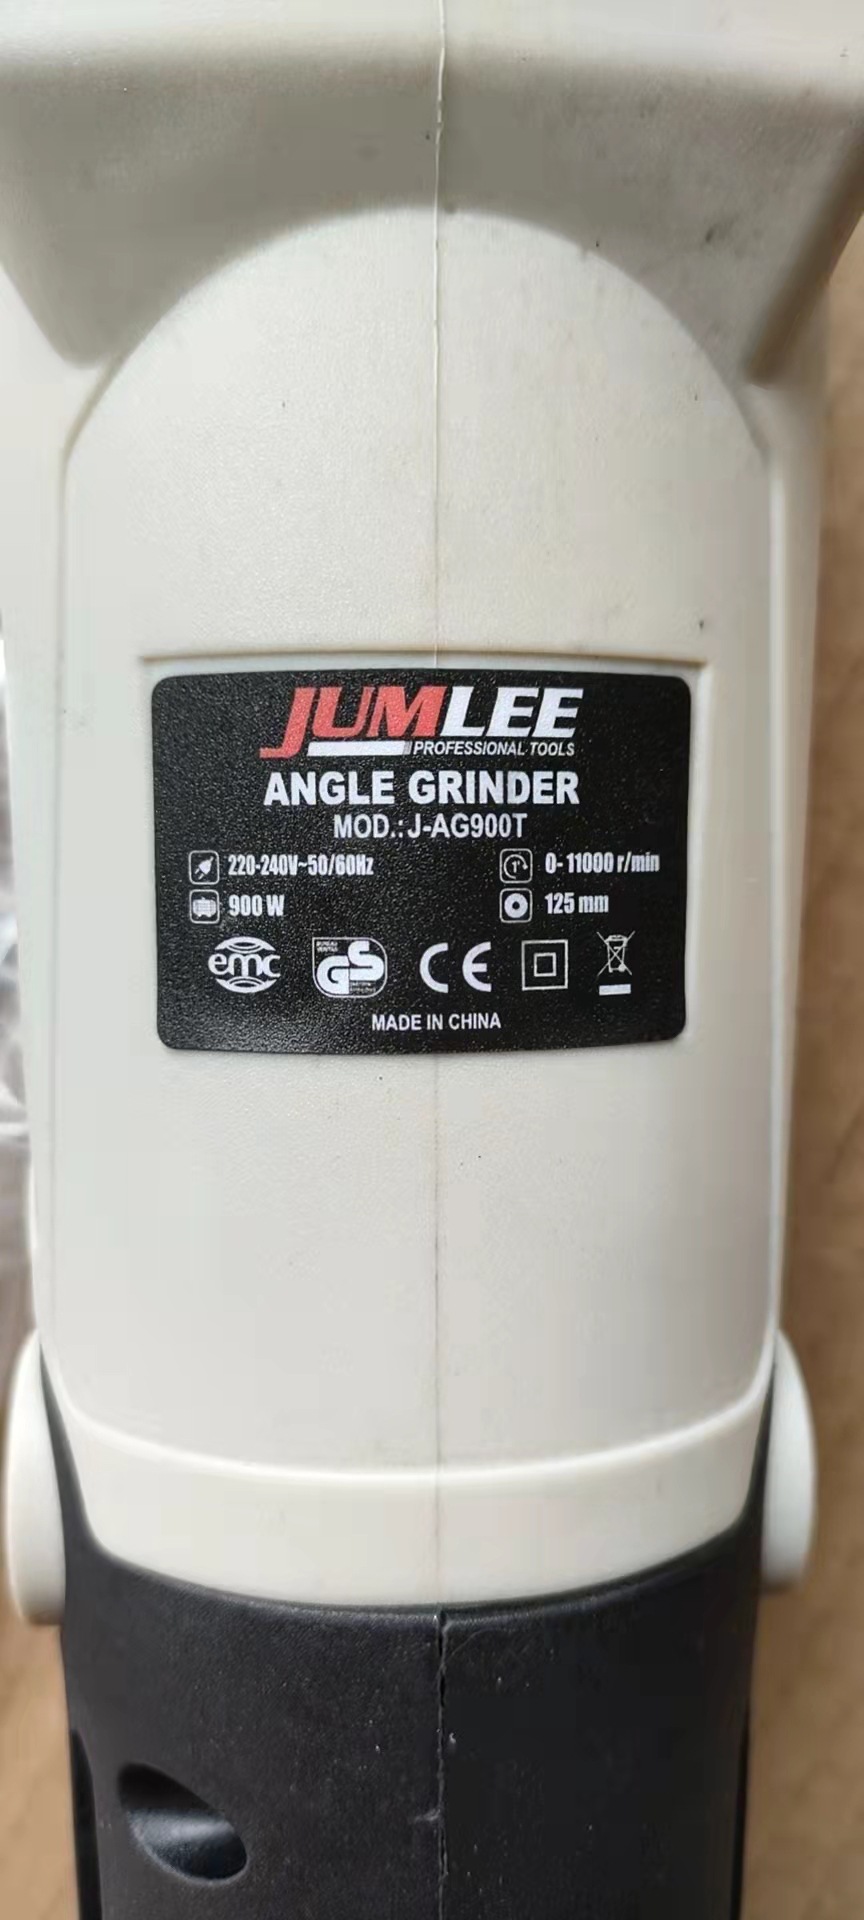 JUMLEE
PROFESSIONAL TOOLS
ANGLE GRINDER
MOD.: J-AG900T
220-240V~50/60Hz
0-11000 r/min
900 W
125 mm
emc
GS
CE
MADE IN CHINA